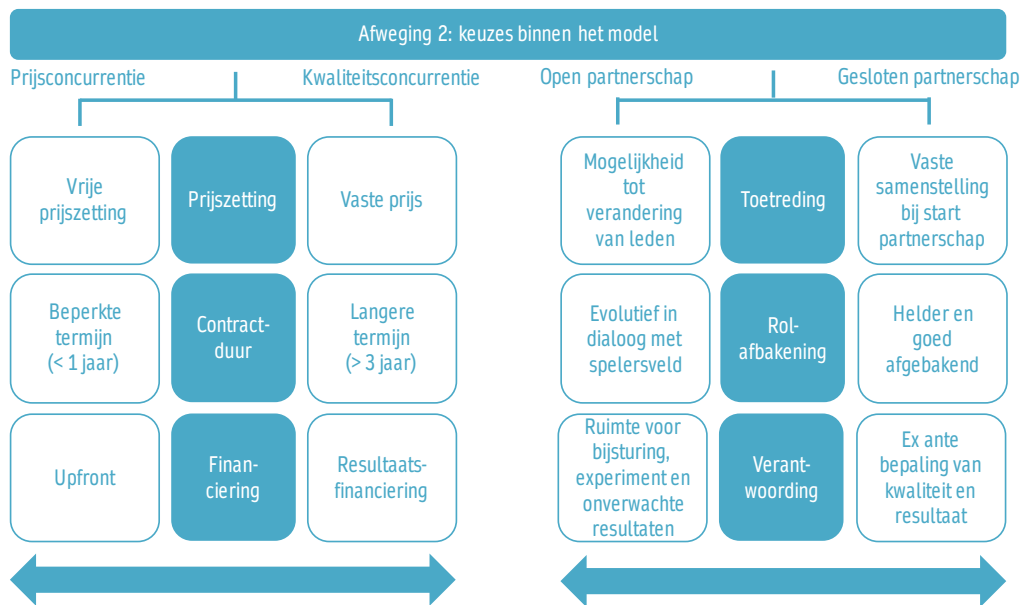 Afweging 2: keuzes binnen het model
Prijsconcurrentie
Kwaliteitsconcurrentie
Open partnerschap
Gesloten partnerschap
Vrije
prijszetting
Prijszetting
Vaste prijs
Beperkte
termijn
(< 1 jaar)
Contract-
duur
Langere
termijn
(> 3 jaar)
Upfront
Finan-
ciering
Resultaats-
financiering
Mogelijkheid
tot
verandering
van leden
Toetreding
Vaste
samenstelling
bij start
partnerschap
Evolutief in
dialoog met
spelersveld
Rol-
afbakening
Helder en
goed
afgebakend
Ruimte voor
bijsturing,
experiment en
onverwachte
resultaten
Verant-
woording
Ex ante
bepaling van
kwaliteit en
resultaat